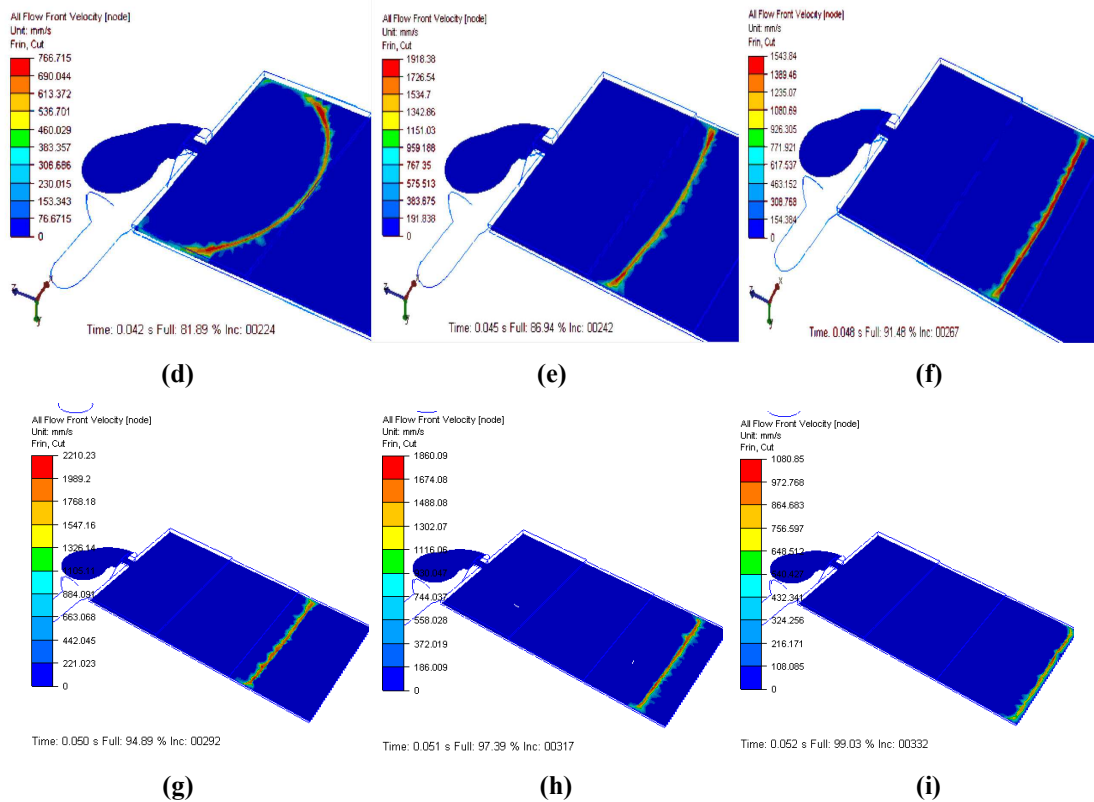 All Flow Front Velocity [node]
Unit: mm/s
Frin, Cut
766.715
690.044
613.372
536.701
460.029
383.357
306.686
230.015
153.343
76.6715
0
Time: 0.042 s Full: 81.89 % Inc: 00224
(d)
All Flow Front Velocity [node]
Unit: mm/s
Frin, Cut
1918.38
1726.54
1534.7
1342.86
1151.03
959.188
767.35
575.513
383.675
191.838
0
Time: 0.045 s Full: 86.94 % Inc: 00242
(e)
All Flow Front Velocity [node]
Unit: mm/s
Frin, Cut
1543.84
1389.46
1235.07
1080.69
926.305
771.921
617.537
463.152
308.768
154.384
0
Time: 0.048 s Full: 91.48 % Inc: 00267
(f)
All Flow Front Velocity [node]
Unit: mm/s
Frin, Cut
2210.23
1989.2
1768.18
1547.16
1326.14
884.091
663.068
442.045
221.023
0
Time: 0.050 s Full: 94.89 % Inc: 00292
(g)
All Flow Front Velocity [node]
Unit: mm/s
Frin, Cut
1860.09
1674.08
1488.08
1302.07
1116.06
744.037
558.028
372.019
186.009
0
Time: 0.051 s Full: 97.39 % Inc: 00317
(h)
All Flow Front Velocity [node]
Unit: mm/s
Frin, Cut
1080.85
972.768
864.683
756.597
648.512
432.341
324.256
216.171
108.085
0
Time: 0.052 s Full: 99.03 % Inc: 00332
(i)